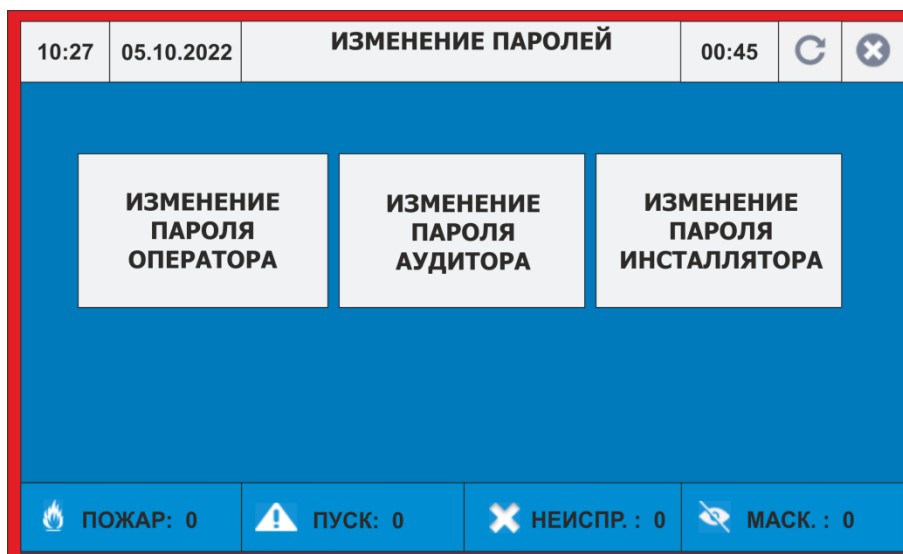 10:27 05.10.2022 ИЗМЕНЕНИЕ ПАРОЛЕЙ 00:45
ИЗМЕНЕНИЕ
ПАРОЛЯ
ОПЕРАТОРА
ИЗМЕНЕНИЕ
ПАРОЛЯ
АУДИТОРА
ИЗМЕНЕНИЕ
ПАРОЛЯ
ИНСТАЛЛЯТОРА
ПОЖАР: 0 ПУСК: 0 НЕИСПР. : 0 МАСК. : 0